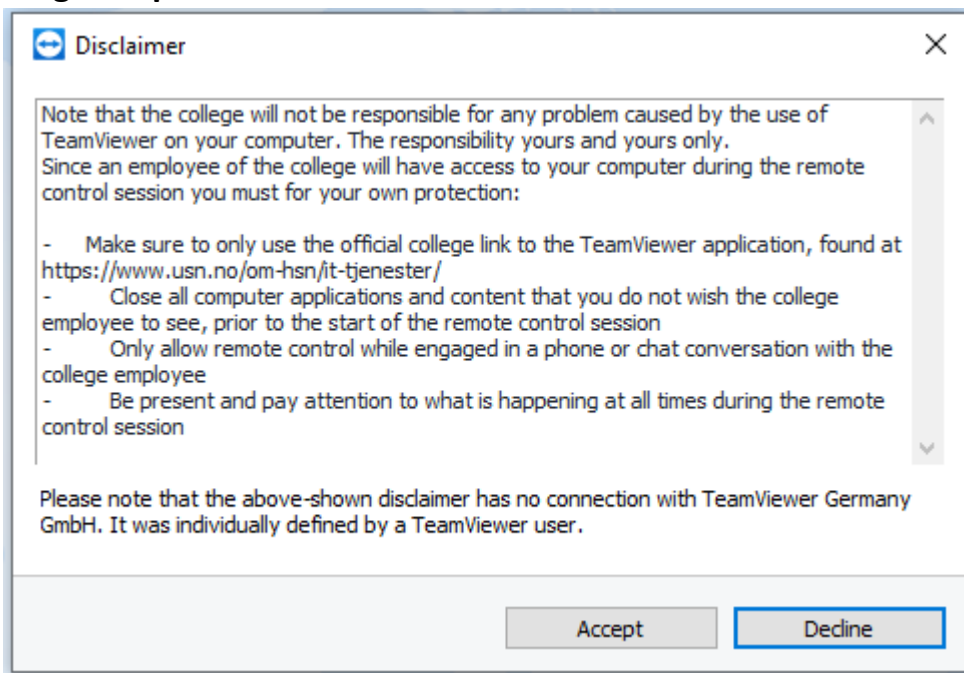 Disclaimer
Note that the college will not be responsible for any problem caused by the use of
TeamViewer on your computer. The responsibility yours and yours only.
Since an employee of the college will have access to your computer during the remote
control session you must for your own protection:
- Make sure to only use the official college link to the TeamViewer application, found at
https://www.usn.no/om-hsn/it-tjenester/
- Close all computer applications and content that you do not wish the college
employee to see, prior to the start of the remote control session
- Only allow remote control while engaged in a phone or chat conversation with the
college employee
- Be present and pay attention to what is happening at all times during the remote
control session
Please note that the above-shown disclaimer has no connection with TeamViewer Germany
GmbH. It was individually defined by a TeamViewer user.
Accept
Decline